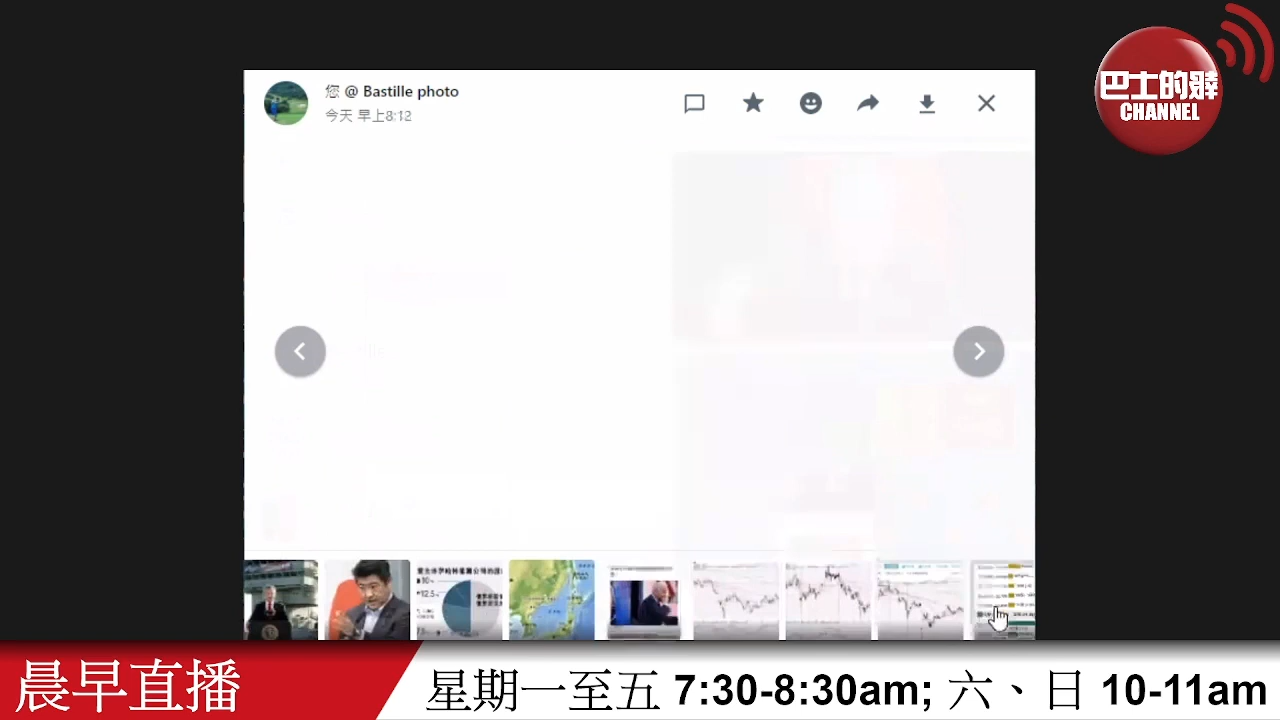 您 @ Bastille photo
今天 早上8:12
巴士的報
CHANNEL
晨早直播
星期一至五 7:30-8:30am; 六、日 10-11am